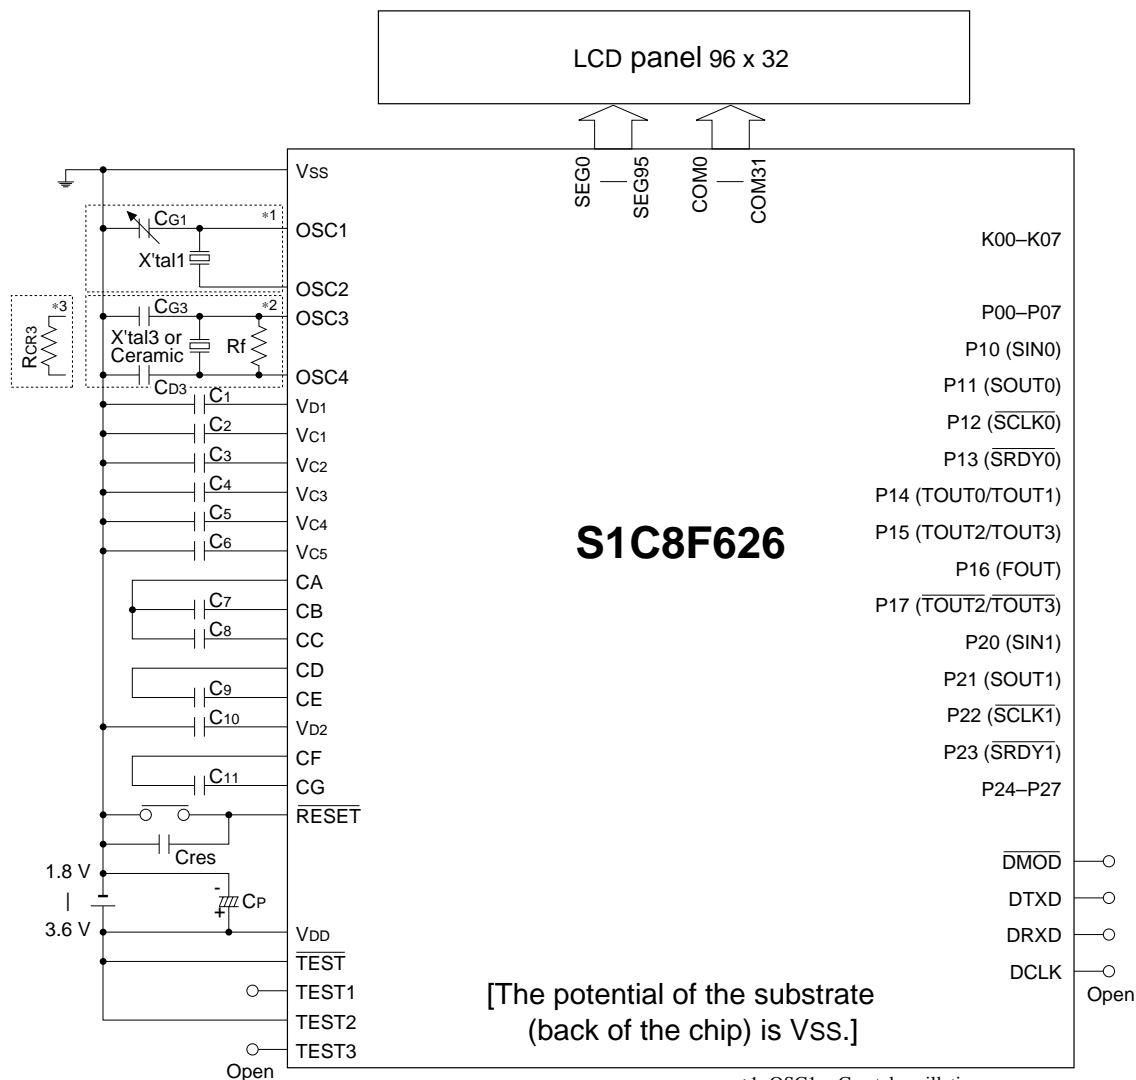 LCD panel 96 x 32
SEG0
SEG95
COM0
COM31
VSS
CG1
*1
OSC1
X'tal1
OSC2
*3
RCR3
CG3
*2
OSC3
X'tal3 or
Ceramic
Rf
OSC4
CD3
C1
VD1
C2
VC1
C3
VC2
C4
VC3
C5
VC4
C6
VC5
CA
C7
CB
C8
CC
CD
C9
CE
C10
VD2
CF
C11
CG
RESET
Cres
1.8 V
|
3.6 V
-
+
CP
VDD
TEST
TEST1
TEST2
TEST3
Open
S1C8F626
[The potential of the substrate
(back of the chip) is VSS.]
K00–K07
P00–P07
P10 (SIN0)
P11 (SOUT0)
P12 (SCLK0)
P13 (SRDY0)
P14 (TOUT0/TOUT1)
P15 (TOUT2/TOUT3)
P16 (FOUT)
P17 (TOUT2/TOUT3)
P20 (SIN1)
P21 (SOUT1)
P22 (SCLK1)
P23 (SRDY1)
P24–P27
DMOD
DTXD
DRXD
DCLK
Open